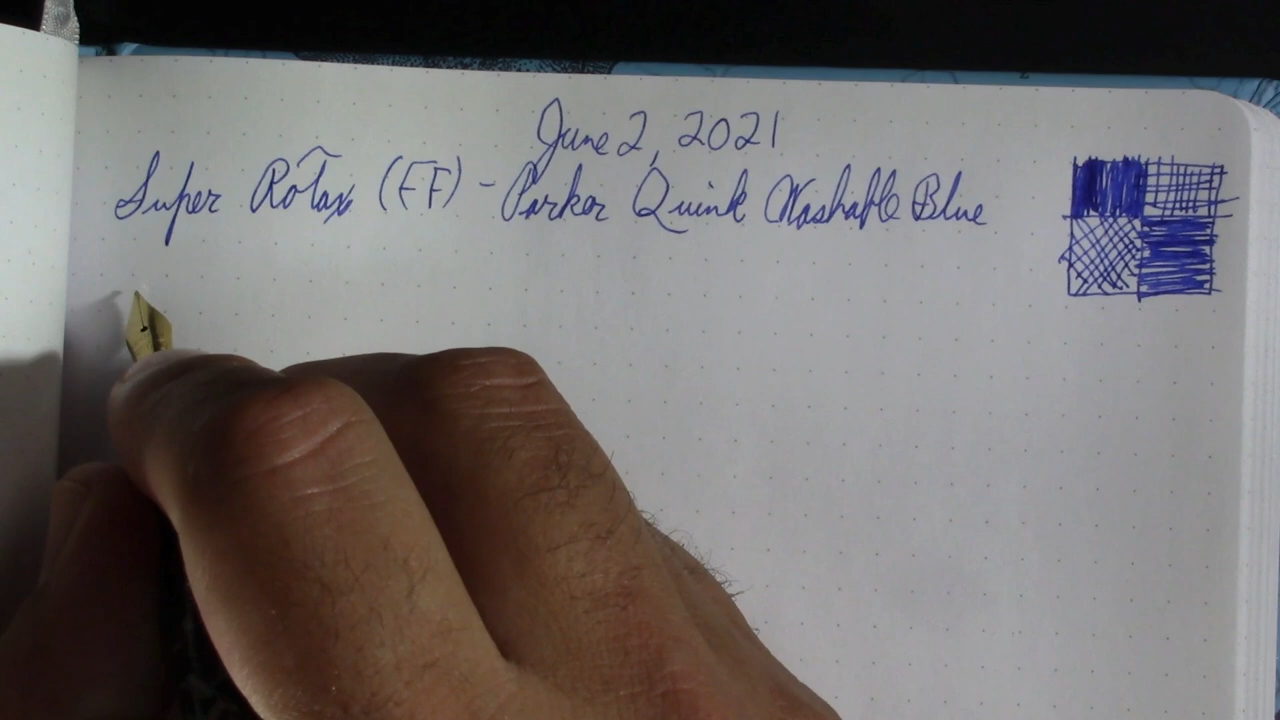 June 2, 2021
Super Rotax (EF) - Parker Quink Washable Blue